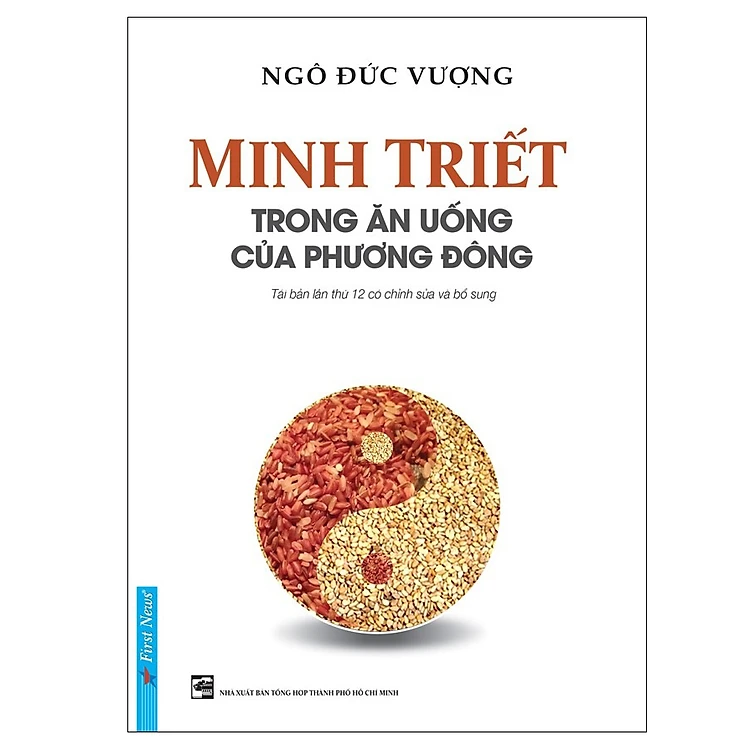 NGÔ ĐỨC VƯỢNG
MINH TRIẾT
TRONG ĂN UỐNG
CỦA PHƯƠNG ĐÔNG
Tái bản lần thứ 12 có chỉnh sửa và bổ sung
First News
NHÀ XUẤT BẢN TỔNG HỢP THÀNH PHỐ HỒ CHÍ MINH